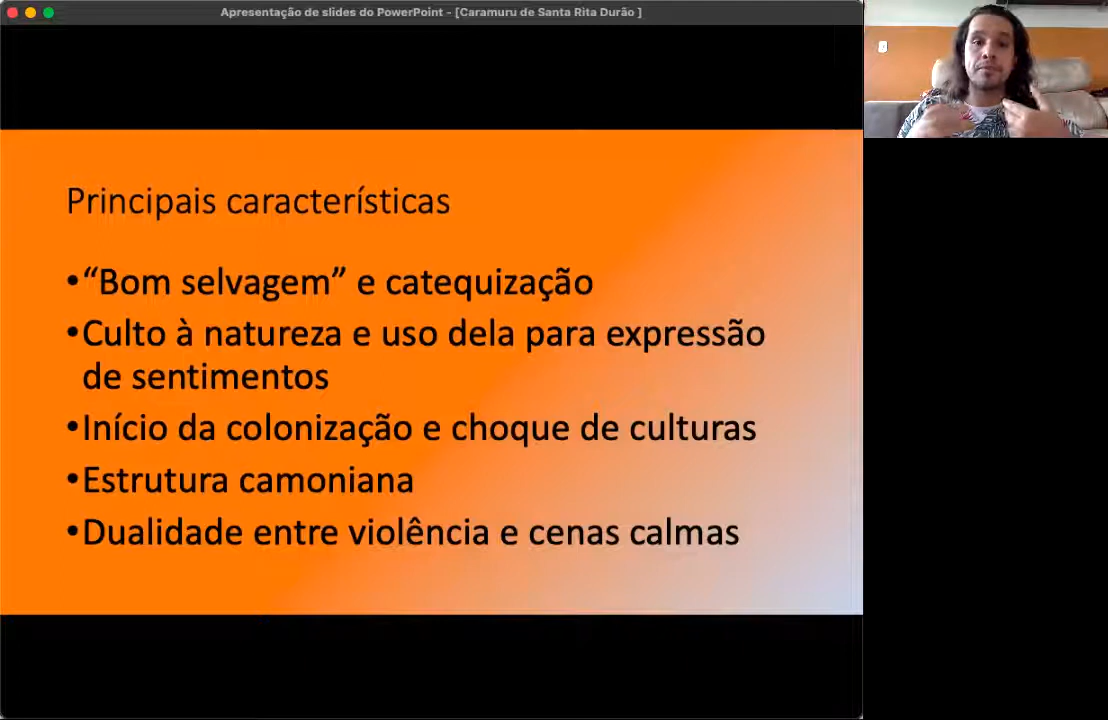 Apresentação de slides do PowerPoint - [Caramuru de Santa Rita Durão ]
Principais características
•“Bom selvagem” e catequização
•Culto à natureza e uso dela para expressão
de sentimentos
•Início da colonização e choque de culturas
•Estrutura camoniana
•Dualidade entre violência e cenas calmas